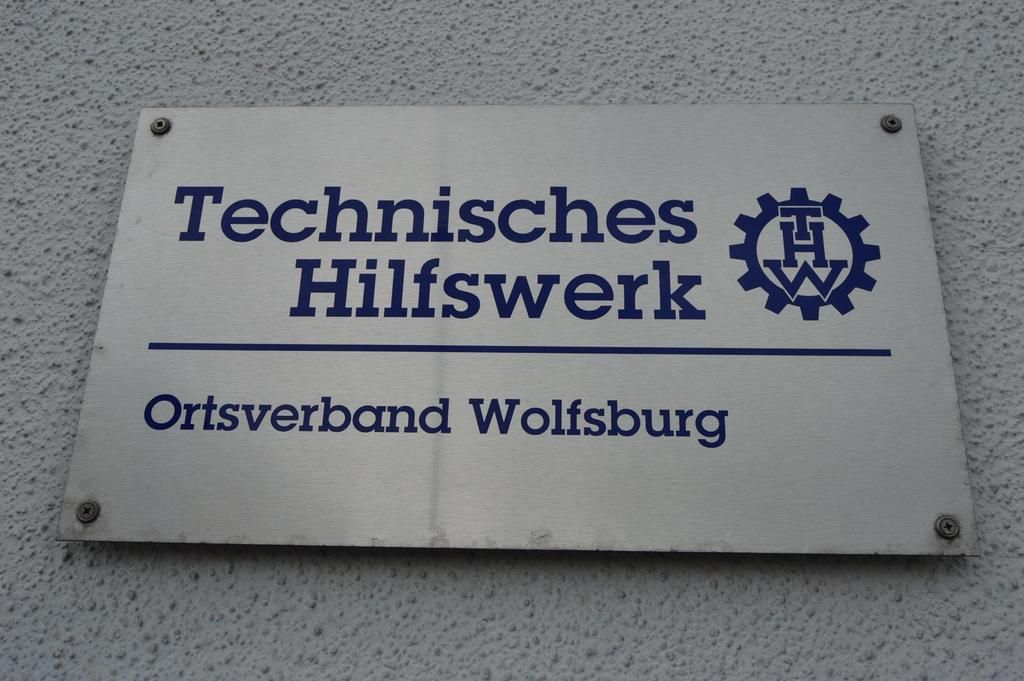 Technisches
Hilfswerk
THW
Ortsverband Wolfsburg